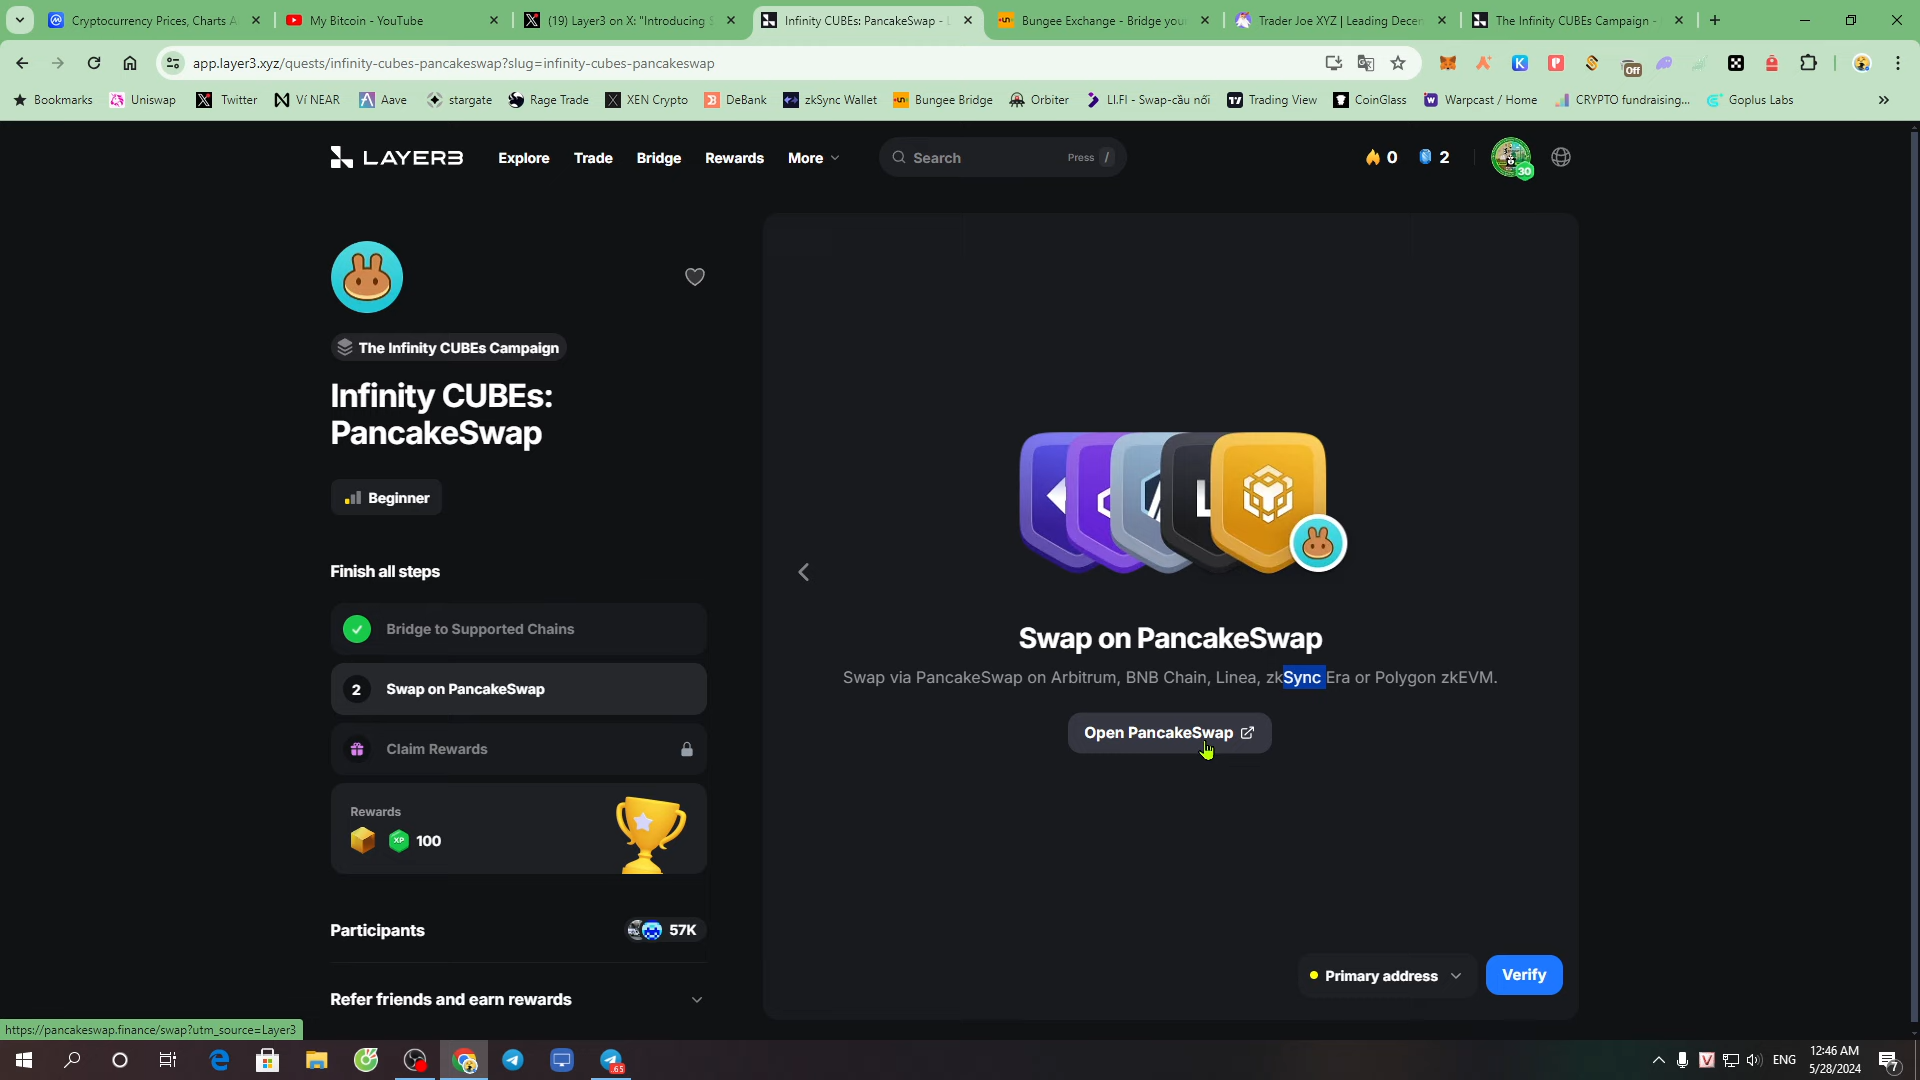 Cryptocurrency Prices, Charts A
My Bitcoin - YouTube
(19) Layer3 on X: "Introducing S
Infinity CUBEs: PancakeSwap - L
Bungee Exchange - Bridge you
Trader Joe XYZ | Leading Decen
The Infinity CUBEs Campaign -
app.layer3.xyz/quests/infinity-cubes-pancakeswap?slug=infinity-cubes-pancakeswap
Off
Bookmarks
Uniswap
Twitter
Ví NEAR
Aave
stargate
Rage Trade
XEN Crypto
DeBank
zkSync Wallet
Bungee Bridge
Orbiter
LI.FI - Swap-cầu nối
Trading View
CoinGlass
Warpcast / Home
CRYPTO fundraising...
Goplus Labs
LAYER3
Explore
Trade
Bridge
Rewards
More
Search
Press /
0
2
30
The Infinity CUBEs Campaign
Infinity CUBEs:
PancakeSwap
Beginner
Finish all steps
Bridge to Supported Chains
2 Swap on PancakeSwap
Claim Rewards
Rewards
XP 100
Participants
57K
Refer friends and earn rewards
Swap on PancakeSwap
Swap via PancakeSwap on Arbitrum, BNB Chain, Linea, zkSync Era or Polygon zkEVM.
Open PancakeSwap
Primary address
Verify
https://pancakeswap.finance/swap?utm_source=Layer3
65
ENG
12:46 AM
5/28/2024
7